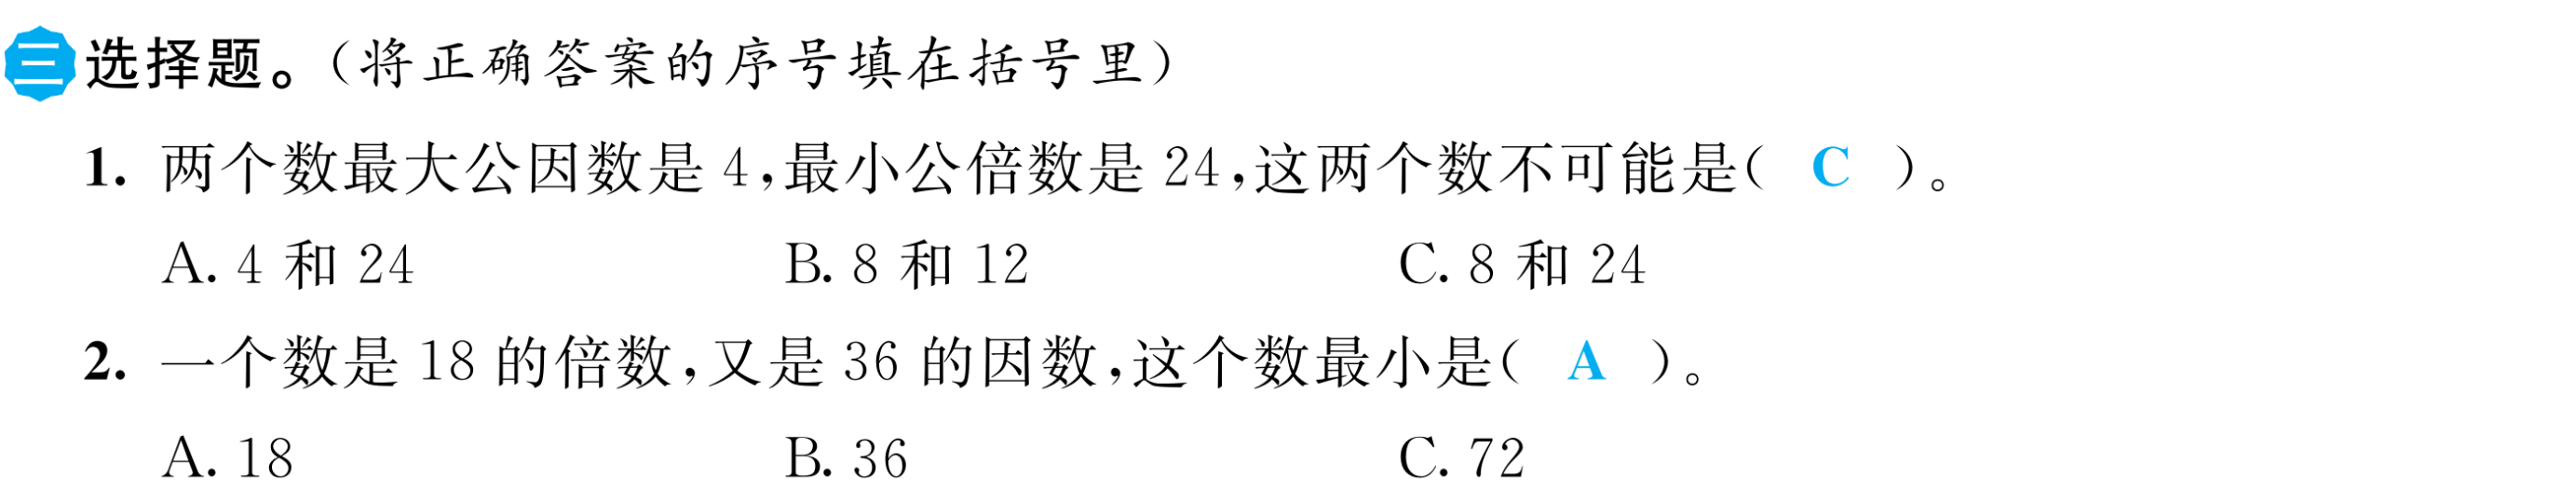 三 选择题。(将正确答案的序号填在括号里)
1. 两个数最大公因数是 4,最小公倍数是 24,这两个数不可能是( C )。
A. 4 和 24 B. 8 和 12 C. 8 和 24
2. 一个数是 18 的倍数,又是 36 的因数,这个数最小是( A )。
A. 18 B. 36 C. 72